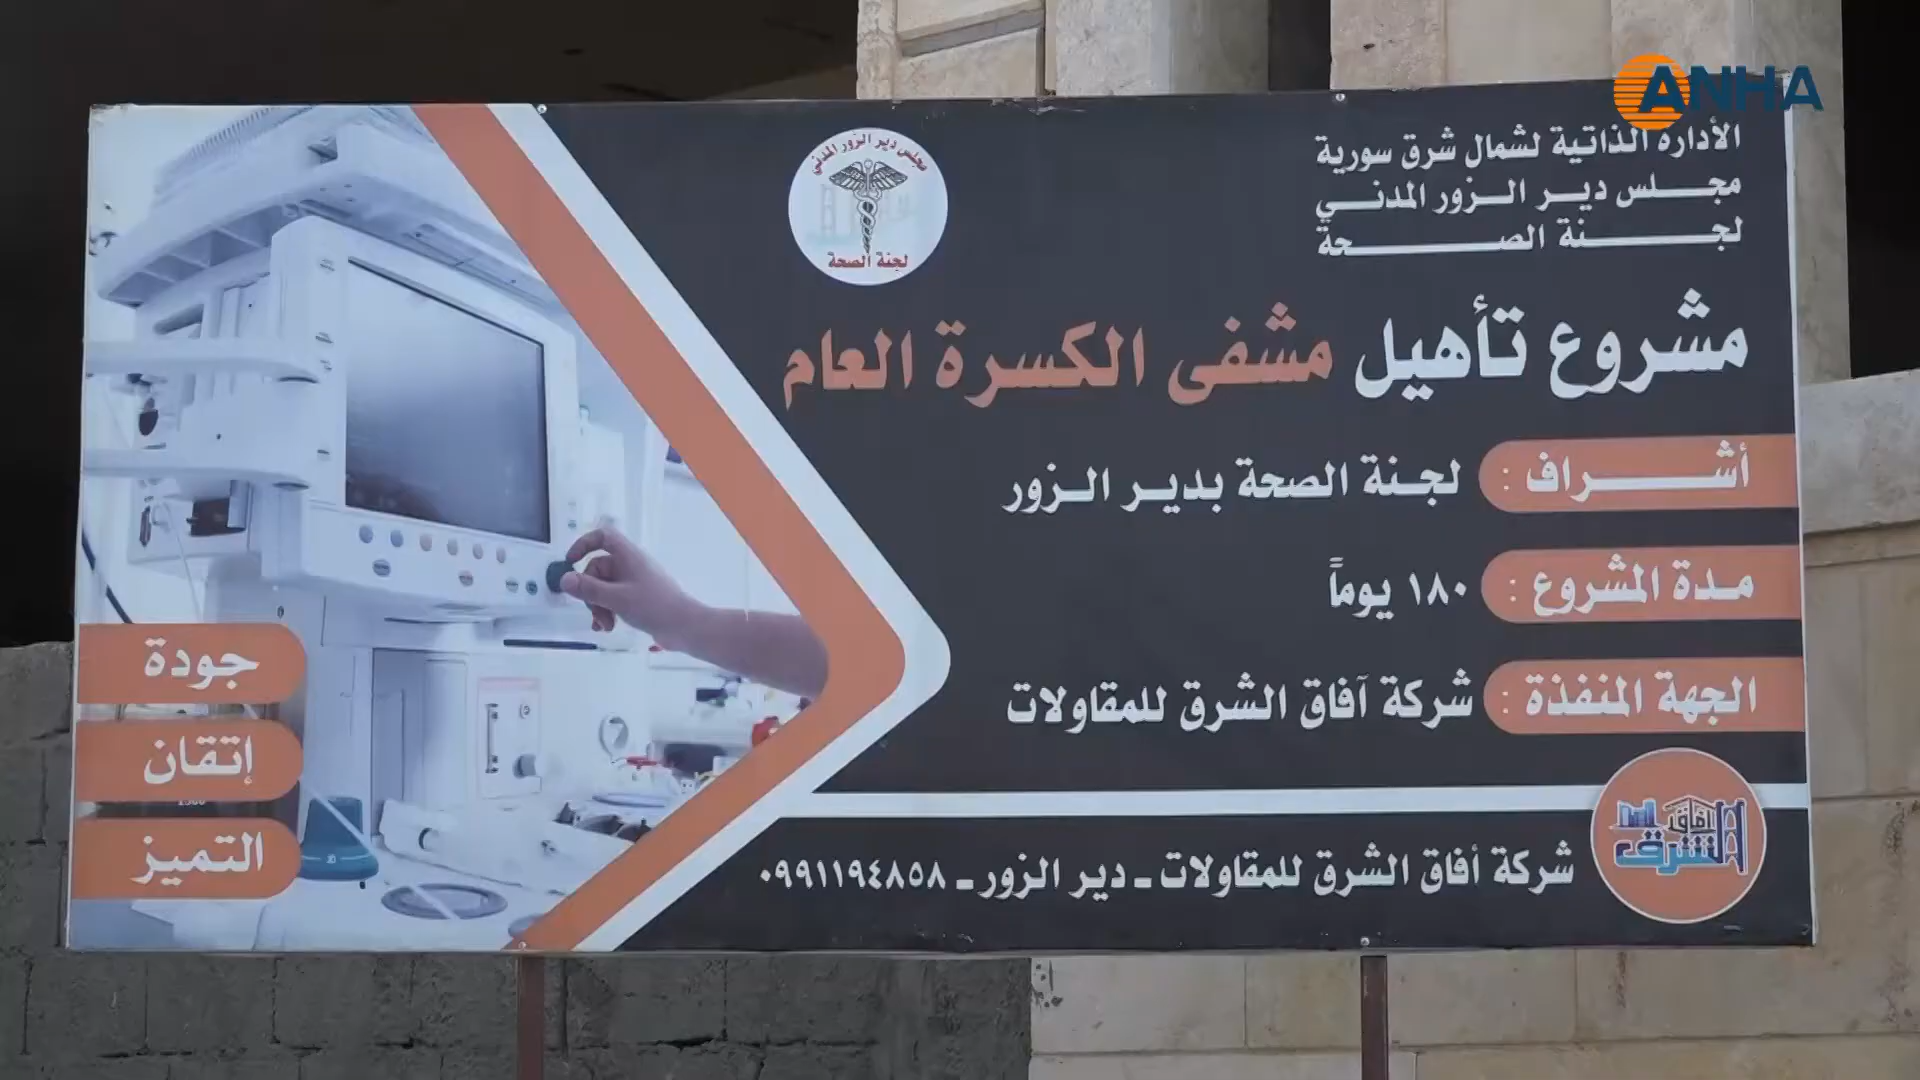 ANHA
الأدارة الذاتية لشمال شرق سورية
مجلس دير الزور المدني
لجنة الصحة
مجلس دير الزور المدني
لجنة الصحة
مشروع تأهيل مشفى الكسرة العام
أشراف : لجنة الصحة بدير الزور
مدة المشروع : ١٨٠ يوماً
الجهة المنفذة : شركة آفاق الشرق للمقاولات
جودة
إتقان
التميز
آفاق الشرق
شركة أفاق الشرق للمقاولات - دير الزور - ٠٩٩١١٩٤٨٥٨